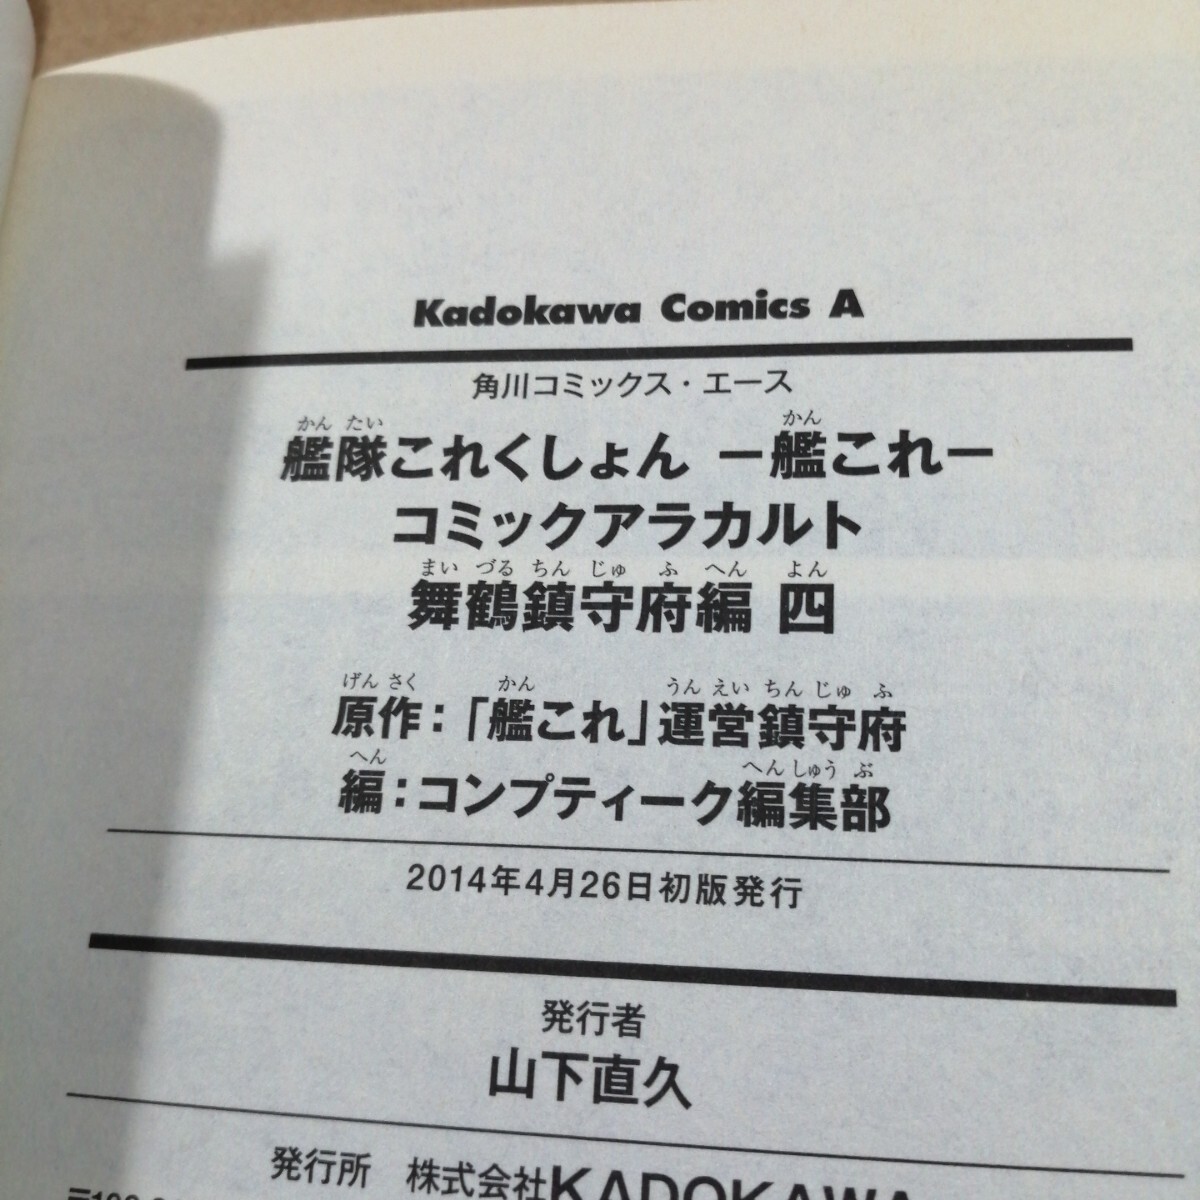 Kadokawa Comics A
角川コミックス・エース
かん たい かん
艦隊これくしょん －艦これ－
コミックアラカルト
まい づる ちん じゅ ふ へん よん
舞鶴鎮守府編 四
げん さく かん うん えい ちん じゅ ふ
原作：「艦これ」運営鎮守府
へん へん しゅう ぶ
編：コンプティーク編集部
2014年4月26日初版発行
発行者
山下直久
発行所 株式会社KADOKAWA